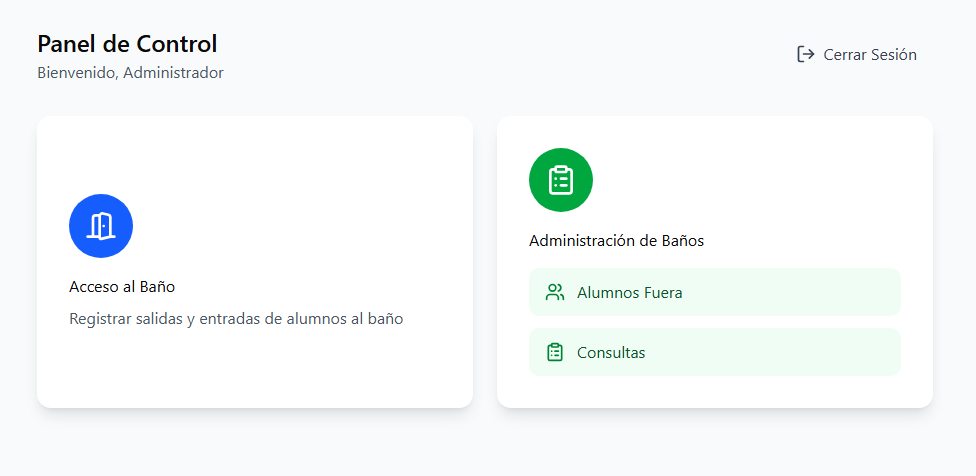 Panel de Control
Bienvenido, Administrador
Cerrar Sesión
Acceso al Baño
Registrar salidas y entradas de alumnos al baño
Administración de Baños
Alumnos Fuera
Consultas